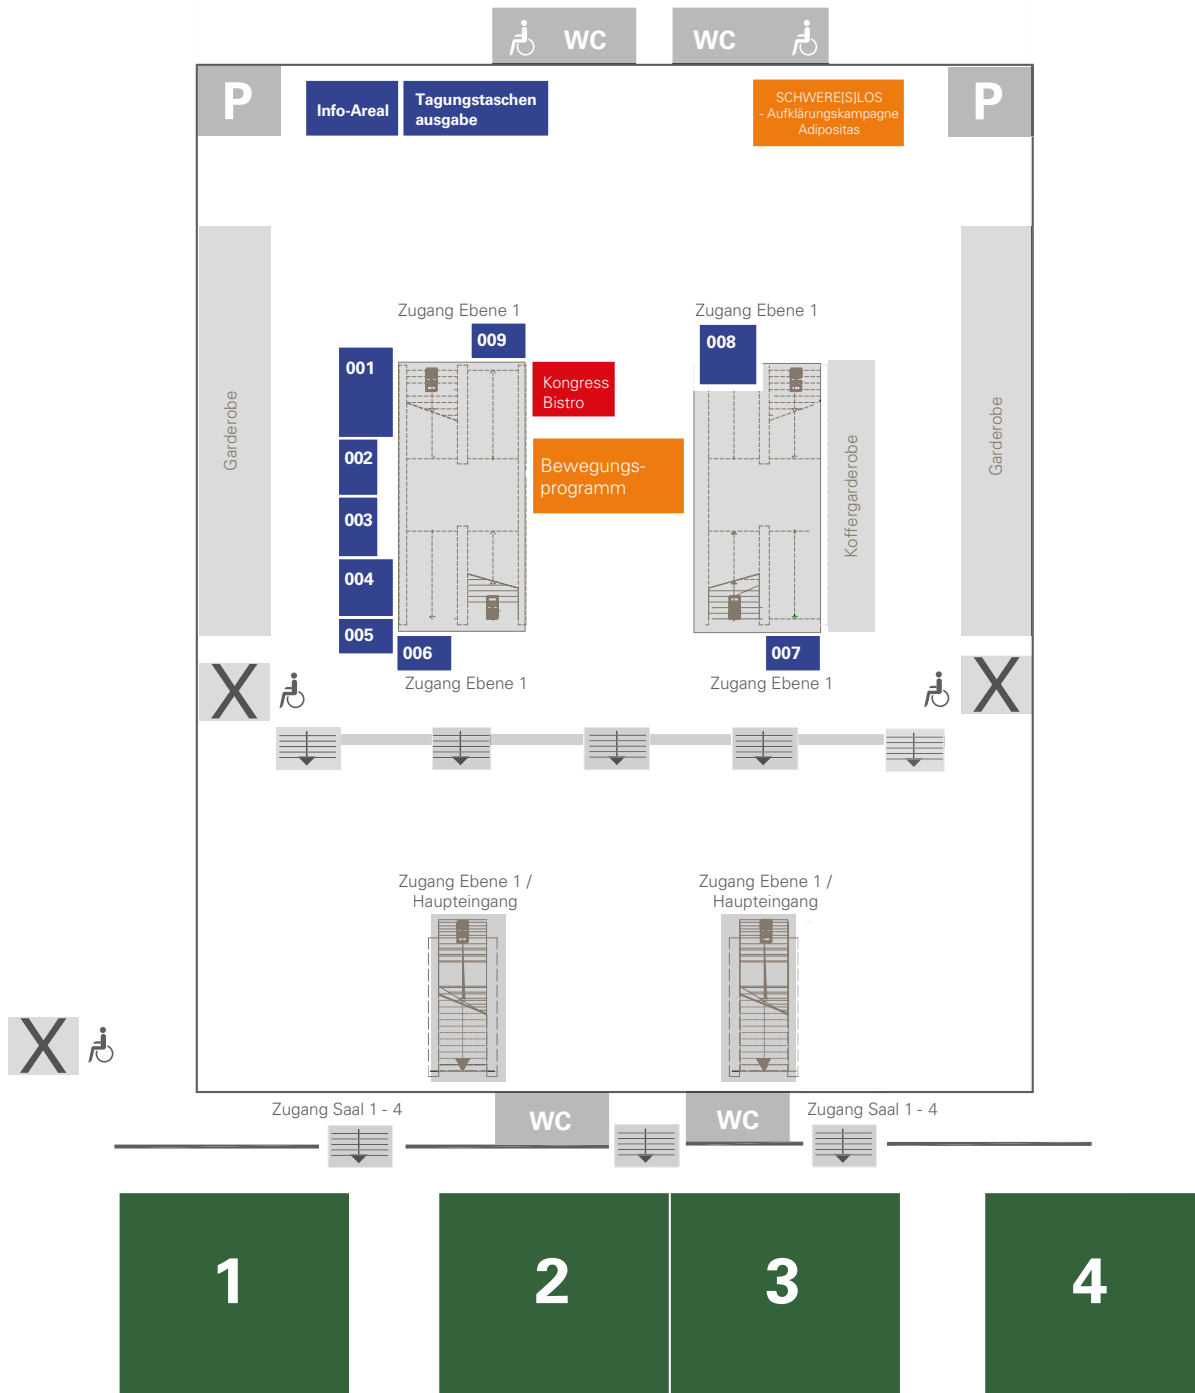 WC
WC
P
Info-Areal
Tagungstaschen
ausgabe
SCHWERE[S]LOS
- Aufklärungskampagne
Adipositas
P
Zugang Ebene 1
Zugang Ebene 1
009
008
001
Kongress
Bistro
Garderobe
Garderobe
002
Bewegungs-
programm
Koffergarderobe
003
004
005
006
007
Zugang Ebene 1
Zugang Ebene 1
X
X
Zugang Ebene 1 /
Haupteingang
Zugang Ebene 1 /
Haupteingang
X
Zugang Saal 1 - 4
WC
WC
Zugang Saal 1 - 4
1
2
3
4